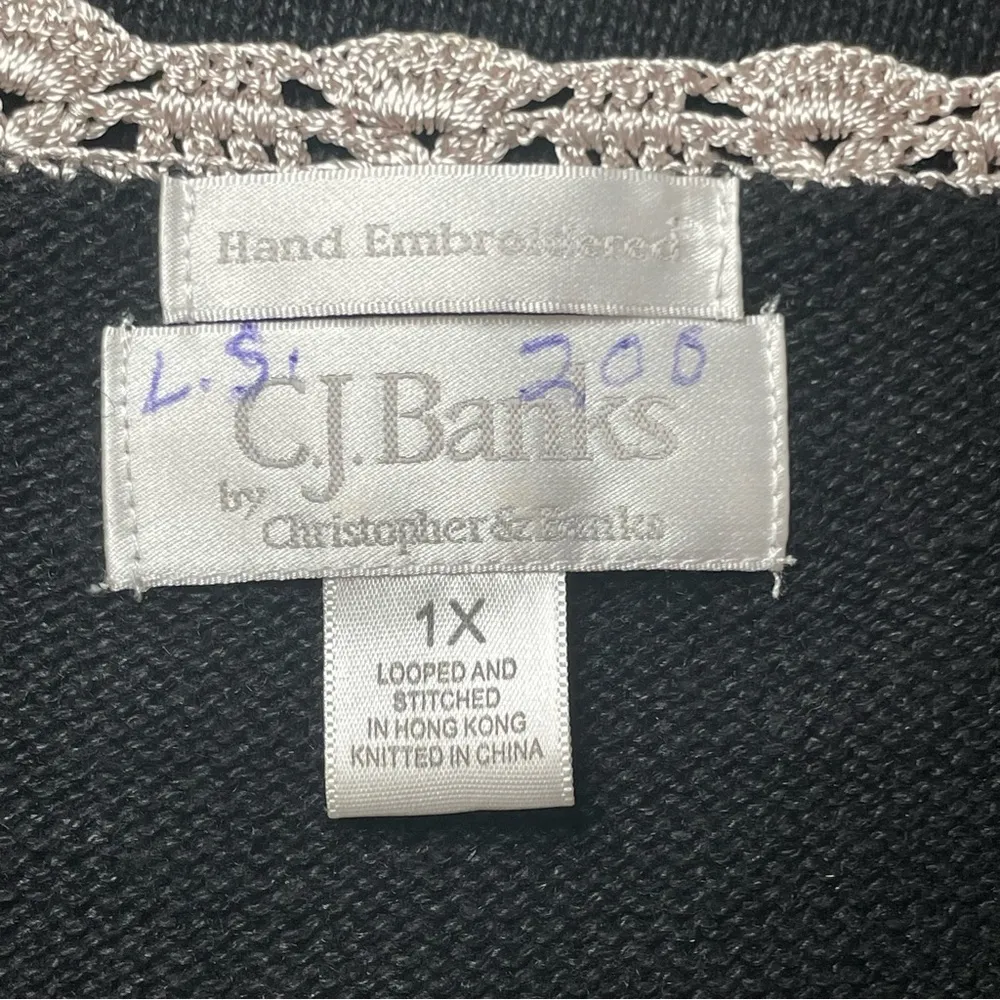 Hand Embroidered
L.S. 200
C.J. Banks
by
Christopher & Banks
1X
LOOPED AND
STITCHED
IN HONG KONG
KNITTED IN CHINA